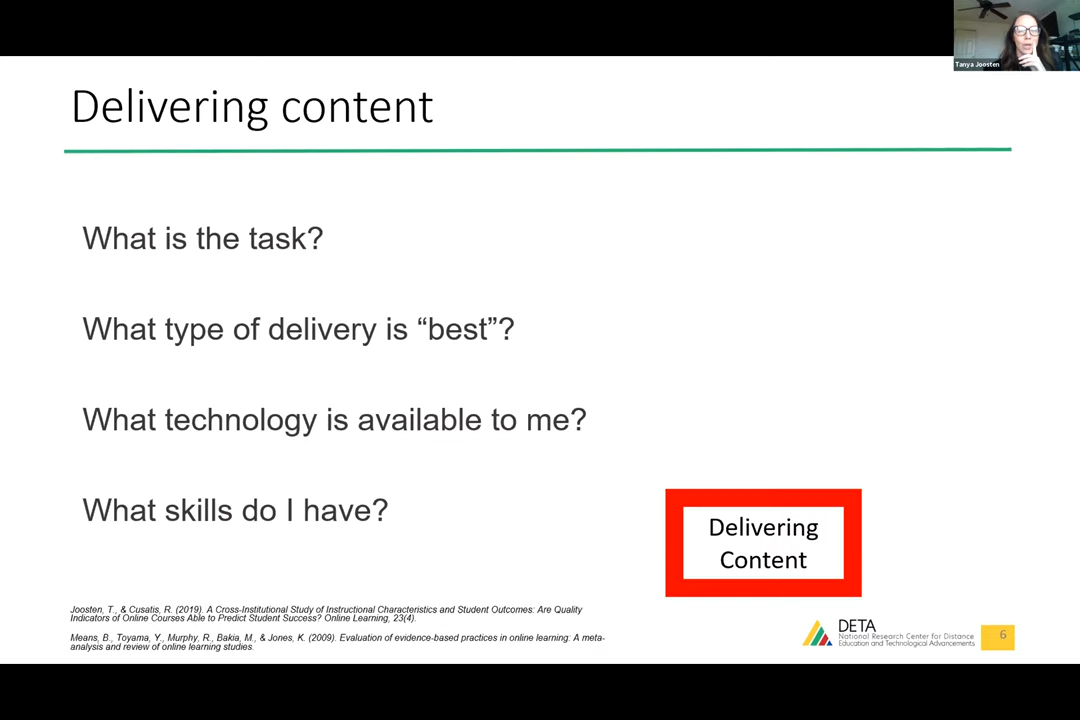 Tanya Joosten
Delivering content
What is the task?
What type of delivery is “best”?
What technology is available to me?
What skills do I have?
Delivering
Content
Joosten, T., & Cusatis, R. (2019). A Cross-Institutional Study of Instructional Characteristics and Student Outcomes: Are Quality
Indicators of Online Courses Able to Predict Student Success? Online Learning, 23(4).
Means, B., Toyama, Y., Murphy, R., Bakia, M., & Jones, K. (2009). Evaluation of evidence-based practices in online learning: A meta-
analysis and review of online learning studies.
DETA
National Research Center for Distance
Education and Technological Advancements
6